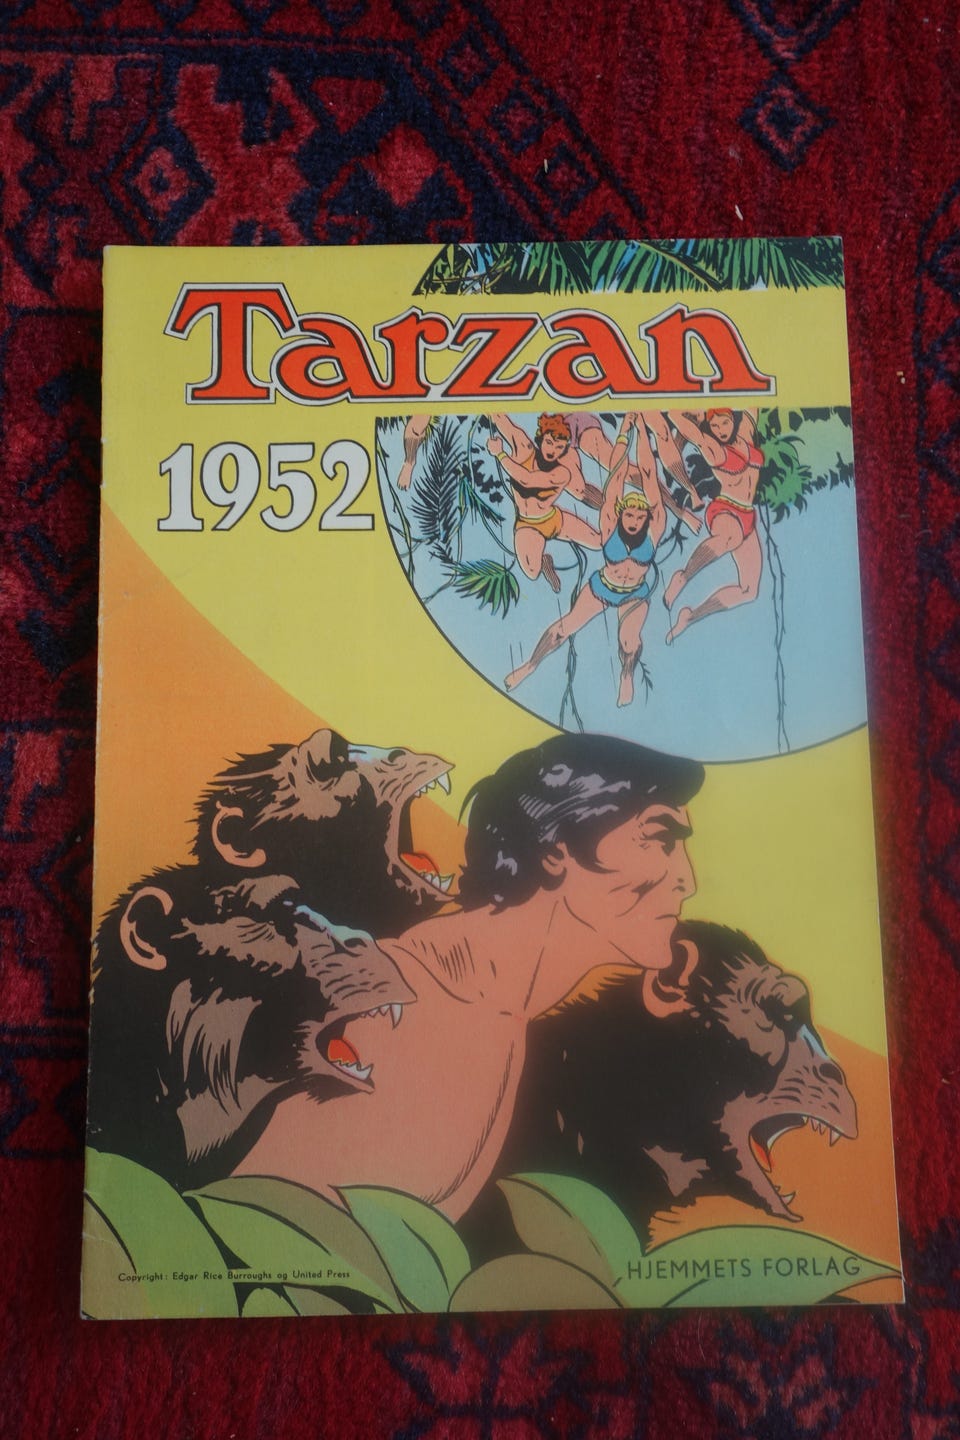 Tarzan
1952
Copyright: Edgar Rice Burroughs og United Press
HJEMMETS FORLAG